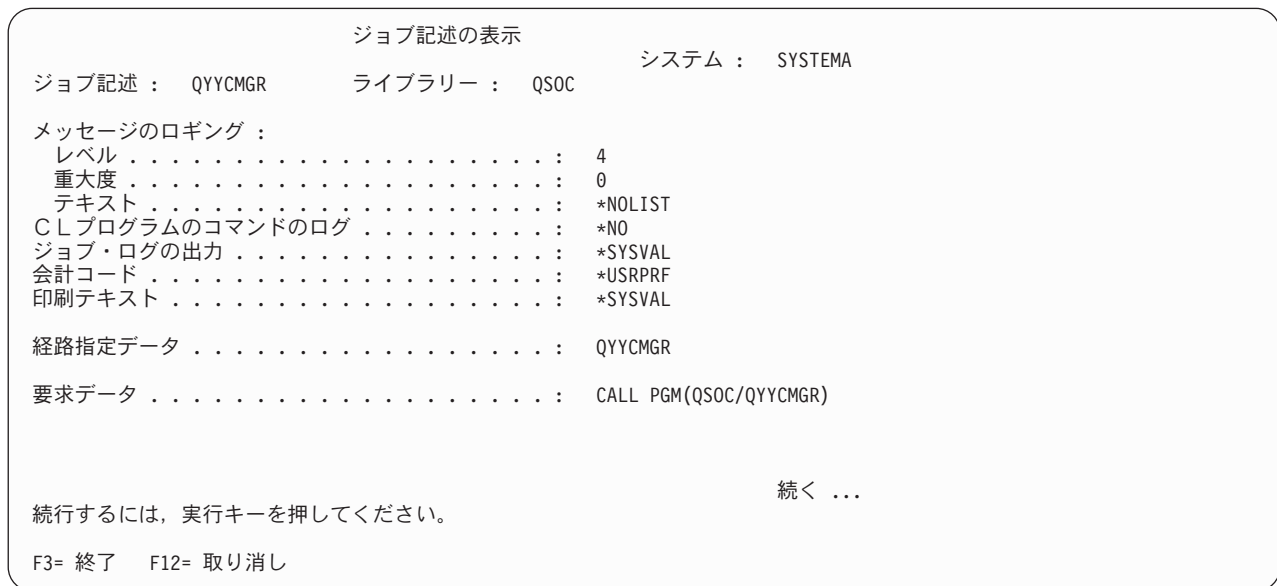 ジョブ記述の表示
システム : SYSTEMA
ジョブ記述 : QYYCMGR ライブラリー : QSOC
メッセージのロギング :
レベル . . . . . . . . . . . . . . . . . . . . : 4
重大度 . . . . . . . . . . . . . . . . . . . . : 0
テキスト . . . . . . . . . . . . . . . . . . . : *NOLIST
CLプログラムのコマンドのログ . . . . . . . . . : *NO
ジョブ・ログの出力 . . . . . . . . . . . . . . . : *SYSVAL
会計コード . . . . . . . . . . . . . . . . . . . : *USRPRF
印刷テキスト . . . . . . . . . . . . . . . . . . : *SYSVAL
経路指定データ . . . . . . . . . . . . . . . . . : QYYCMGR
要求データ . . . . . . . . . . . . . . . . . . . : CALL PGM(QSOC/QYYCMGR)
続く ...
続行するには,実行キーを押してください。
F3= 終了 F12= 取り消し